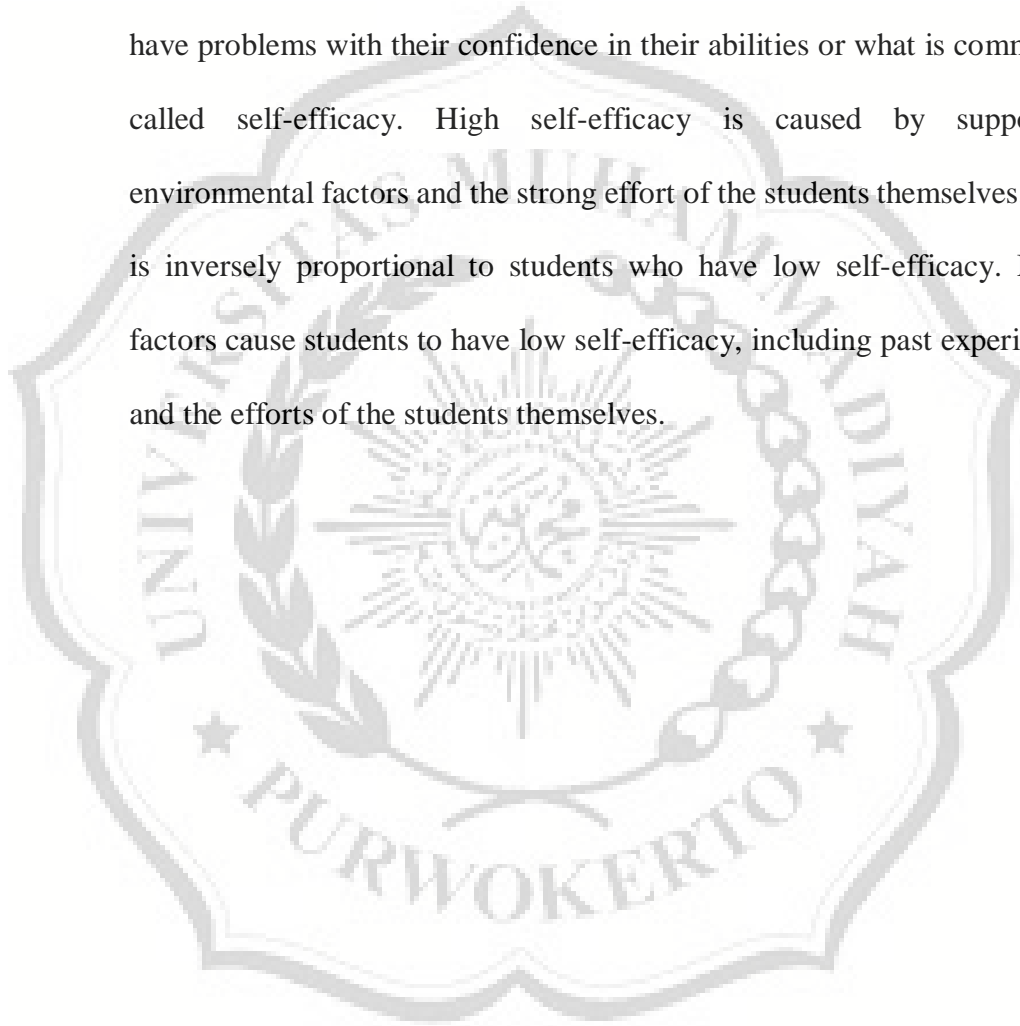 have problems with their confidence in their abilities or what is comm
called self-efficacy. High self-efficacy is caused by suppo
environmental factors and the strong effort of the students themselves
is inversely proportional to students who have low self-efficacy.
factors cause students to have low self-efficacy, including past experi
and the efforts of the students themselves.
UNIVERSITAS MUHAMMADIYAH
PURWOKERTO